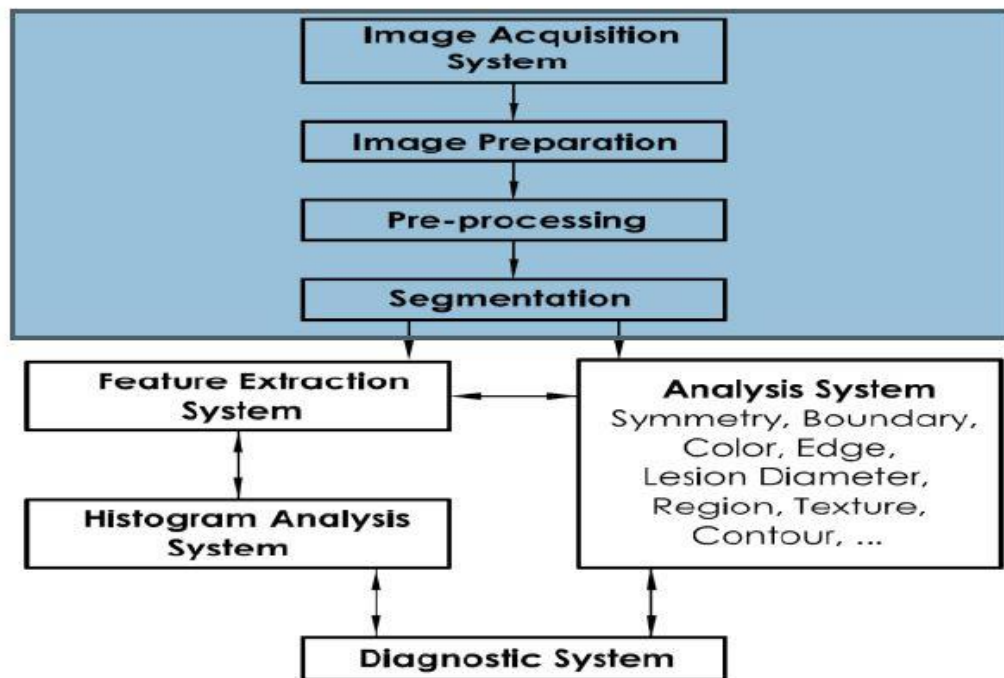 Image Acquisition
System
Image Preparation
Pre-processing
Segmentation
Feature Extraction
System
Histogram Analysis
System
Analysis System
Symmetry, Boundary,
Color, Edge,
Lesion Diameter,
Region, Texture,
Contour, ...
Diagnostic System